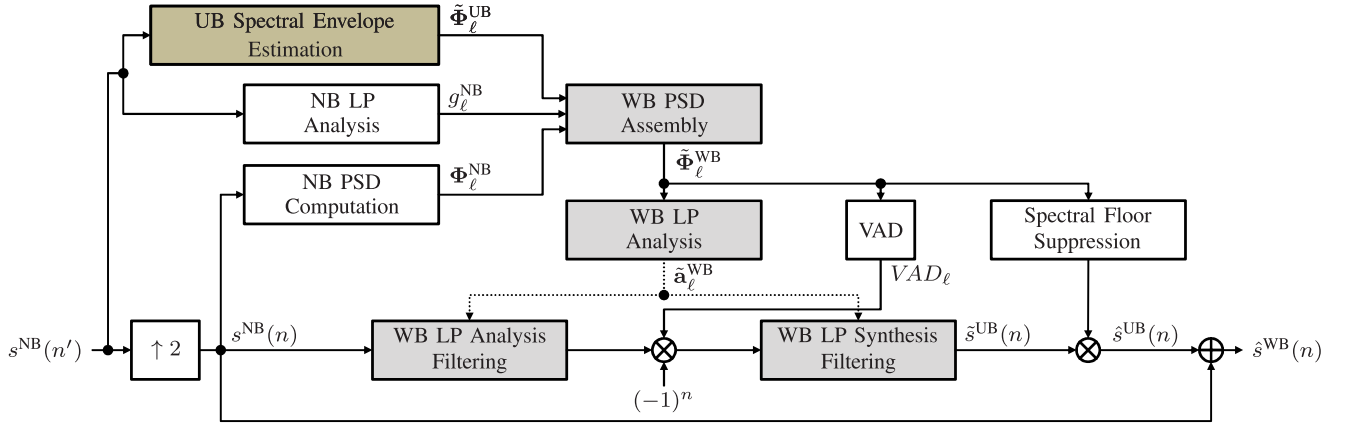 UB Spectral Envelope
Estimation
Φ̃_ℓ^UB
NB LP
Analysis
g_ℓ^NB
WB PSD
Assembly
NB PSD
Computation
Φ_ℓ^NB
Φ̃_ℓ^WB
WB LP
Analysis
VAD
Spectral Floor
Suppression
ã_ℓ^WB
VAD_ℓ
s^NB(n′)
↑ 2
s^NB(n)
WB LP Analysis
Filtering
WB LP Synthesis
Filtering
s̃^UB(n)
ŝ^UB(n)
ŝ^WB(n)
(−1)^n